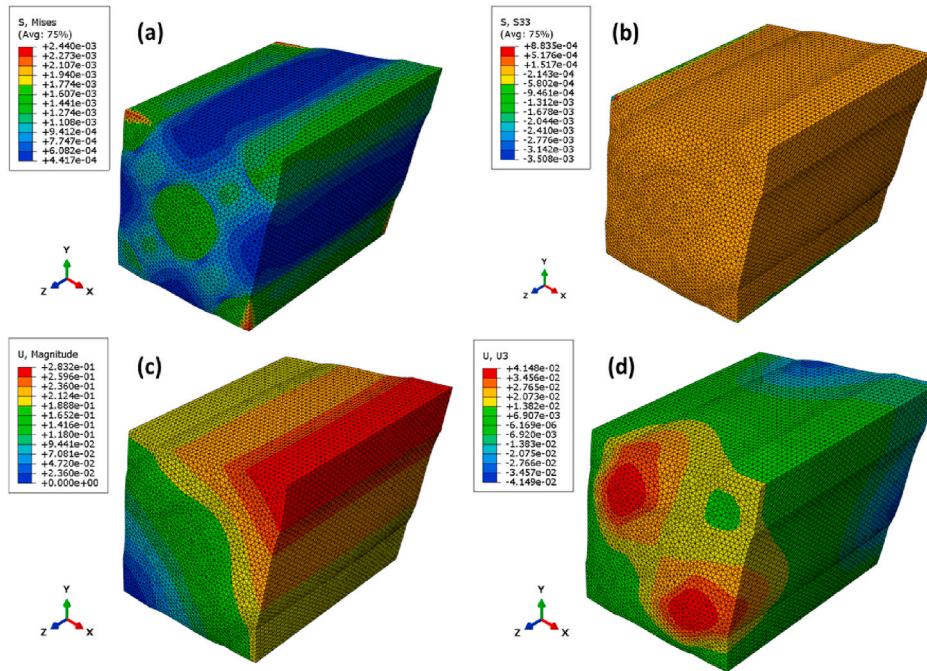 S, Mises
(Avg: 75%)
+2.440e-03
+2.273e-03
+2.107e-03
+1.940e-03
+1.774e-03
+1.607e-03
+1.441e-03
+1.274e-03
+1.108e-03
+9.412e-04
+7.747e-04
+6.082e-04
+4.417e-04
(a)
Y
Z
X
S, S33
(Avg: 75%)
+8.835e-04
+5.176e-04
+1.517e-04
-2.143e-04
-5.802e-04
-9.461e-04
-1.312e-03
-1.678e-03
-2.044e-03
-2.410e-03
-2.776e-03
-3.142e-03
-3.508e-03
(b)
Y
Z
X
U, Magnitude
+2.832e-01
+2.596e-01
+2.360e-01
+2.124e-01
+1.888e-01
+1.652e-01
+1.416e-01
+1.180e-01
+9.441e-02
+7.081e-02
+4.720e-02
+2.360e-02
+0.000e+00
(c)
Y
Z
X
U, U3
+4.148e-02
+3.456e-02
+2.765e-02
+2.073e-02
+1.382e-02
+6.907e-03
-6.169e-06
-6.920e-03
-1.383e-02
-2.075e-02
-2.766e-02
-3.457e-02
-4.149e-02
(d)
Y
Z
X